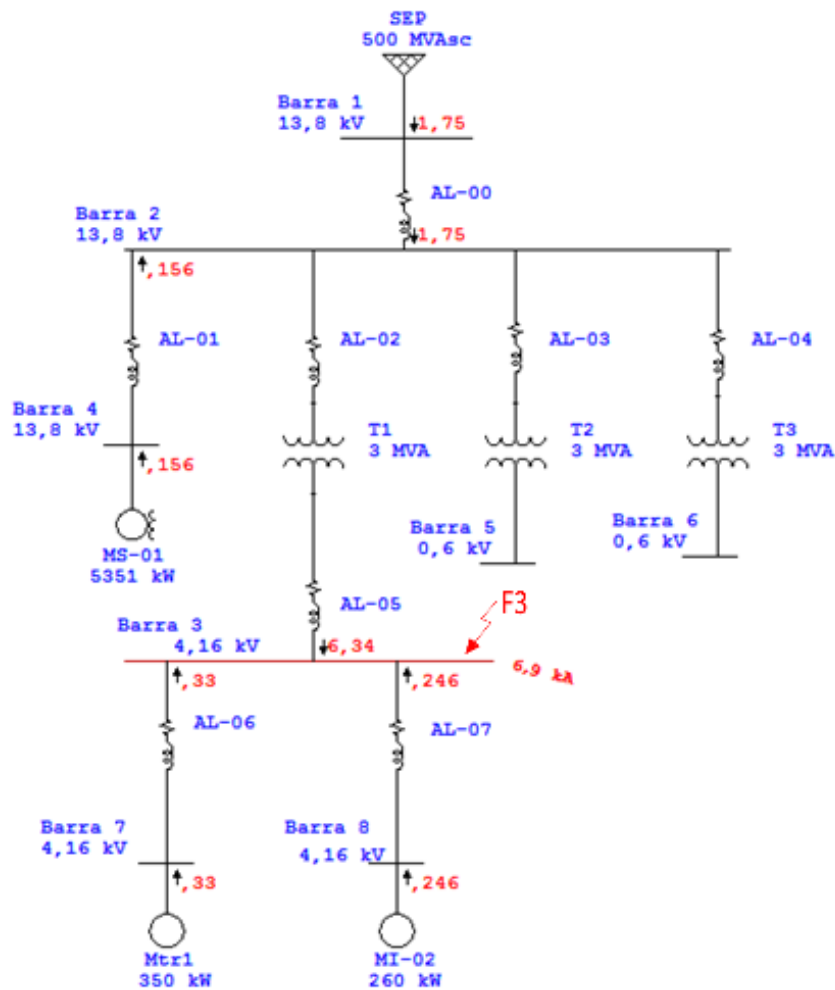 SEP
500 MVAsc
Barra 1
13,8 kV
1,75
AL-00
Barra 2
13,8 kV
1,75
,156
AL-01
AL-02
AL-03
AL-04
Barra 4
13,8 kV
,156
T1
3 MVA
T2
3 MVA
T3
3 MVA
MS-01
5351 kW
Barra 5
0,6 kV
Barra 6
0,6 kV
AL-05
F3
Barra 3
4,16 kV
6,34
6,9 kA
,33
,246
AL-06
AL-07
Barra 7
4,16 kV
Barra 8
4,16 kV
,33
,246
Mtr1
350 kW
MI-02
260 kW